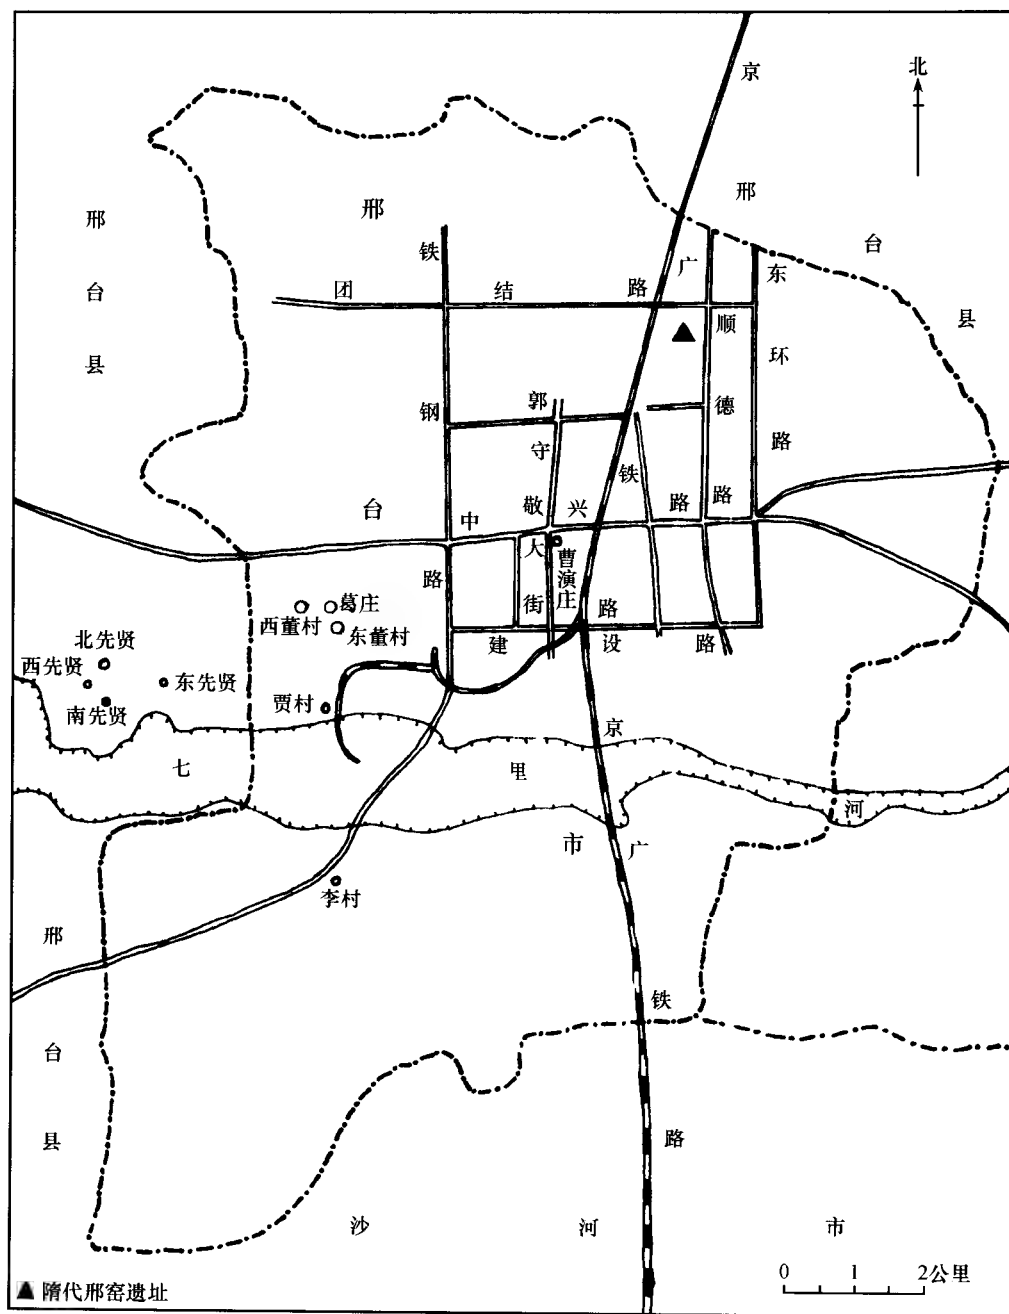 北
京广铁路
京广铁路
邢台县
邢台县
邢台县
邢台市
团结路
铁钢路
顺德路
东环路
郭守敬大街
中兴路
曹演庄
建设路
葛庄
西董村
东董村
北先贤
西先贤
东先贤
南先贤
贾村
七里河
李村
沙河市
0 1 2公里
▲ 隋代邢窑遗址